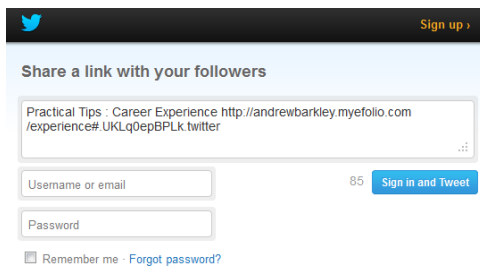 Sign up ›
Share a link with your followers
Practical Tips : Career Experience http://andrewbarkley.myefolio.com
/experience#.UKLq0epBPLk.twitter
Username or email
85 Sign in and Tweet
Password
Remember me · Forgot password?